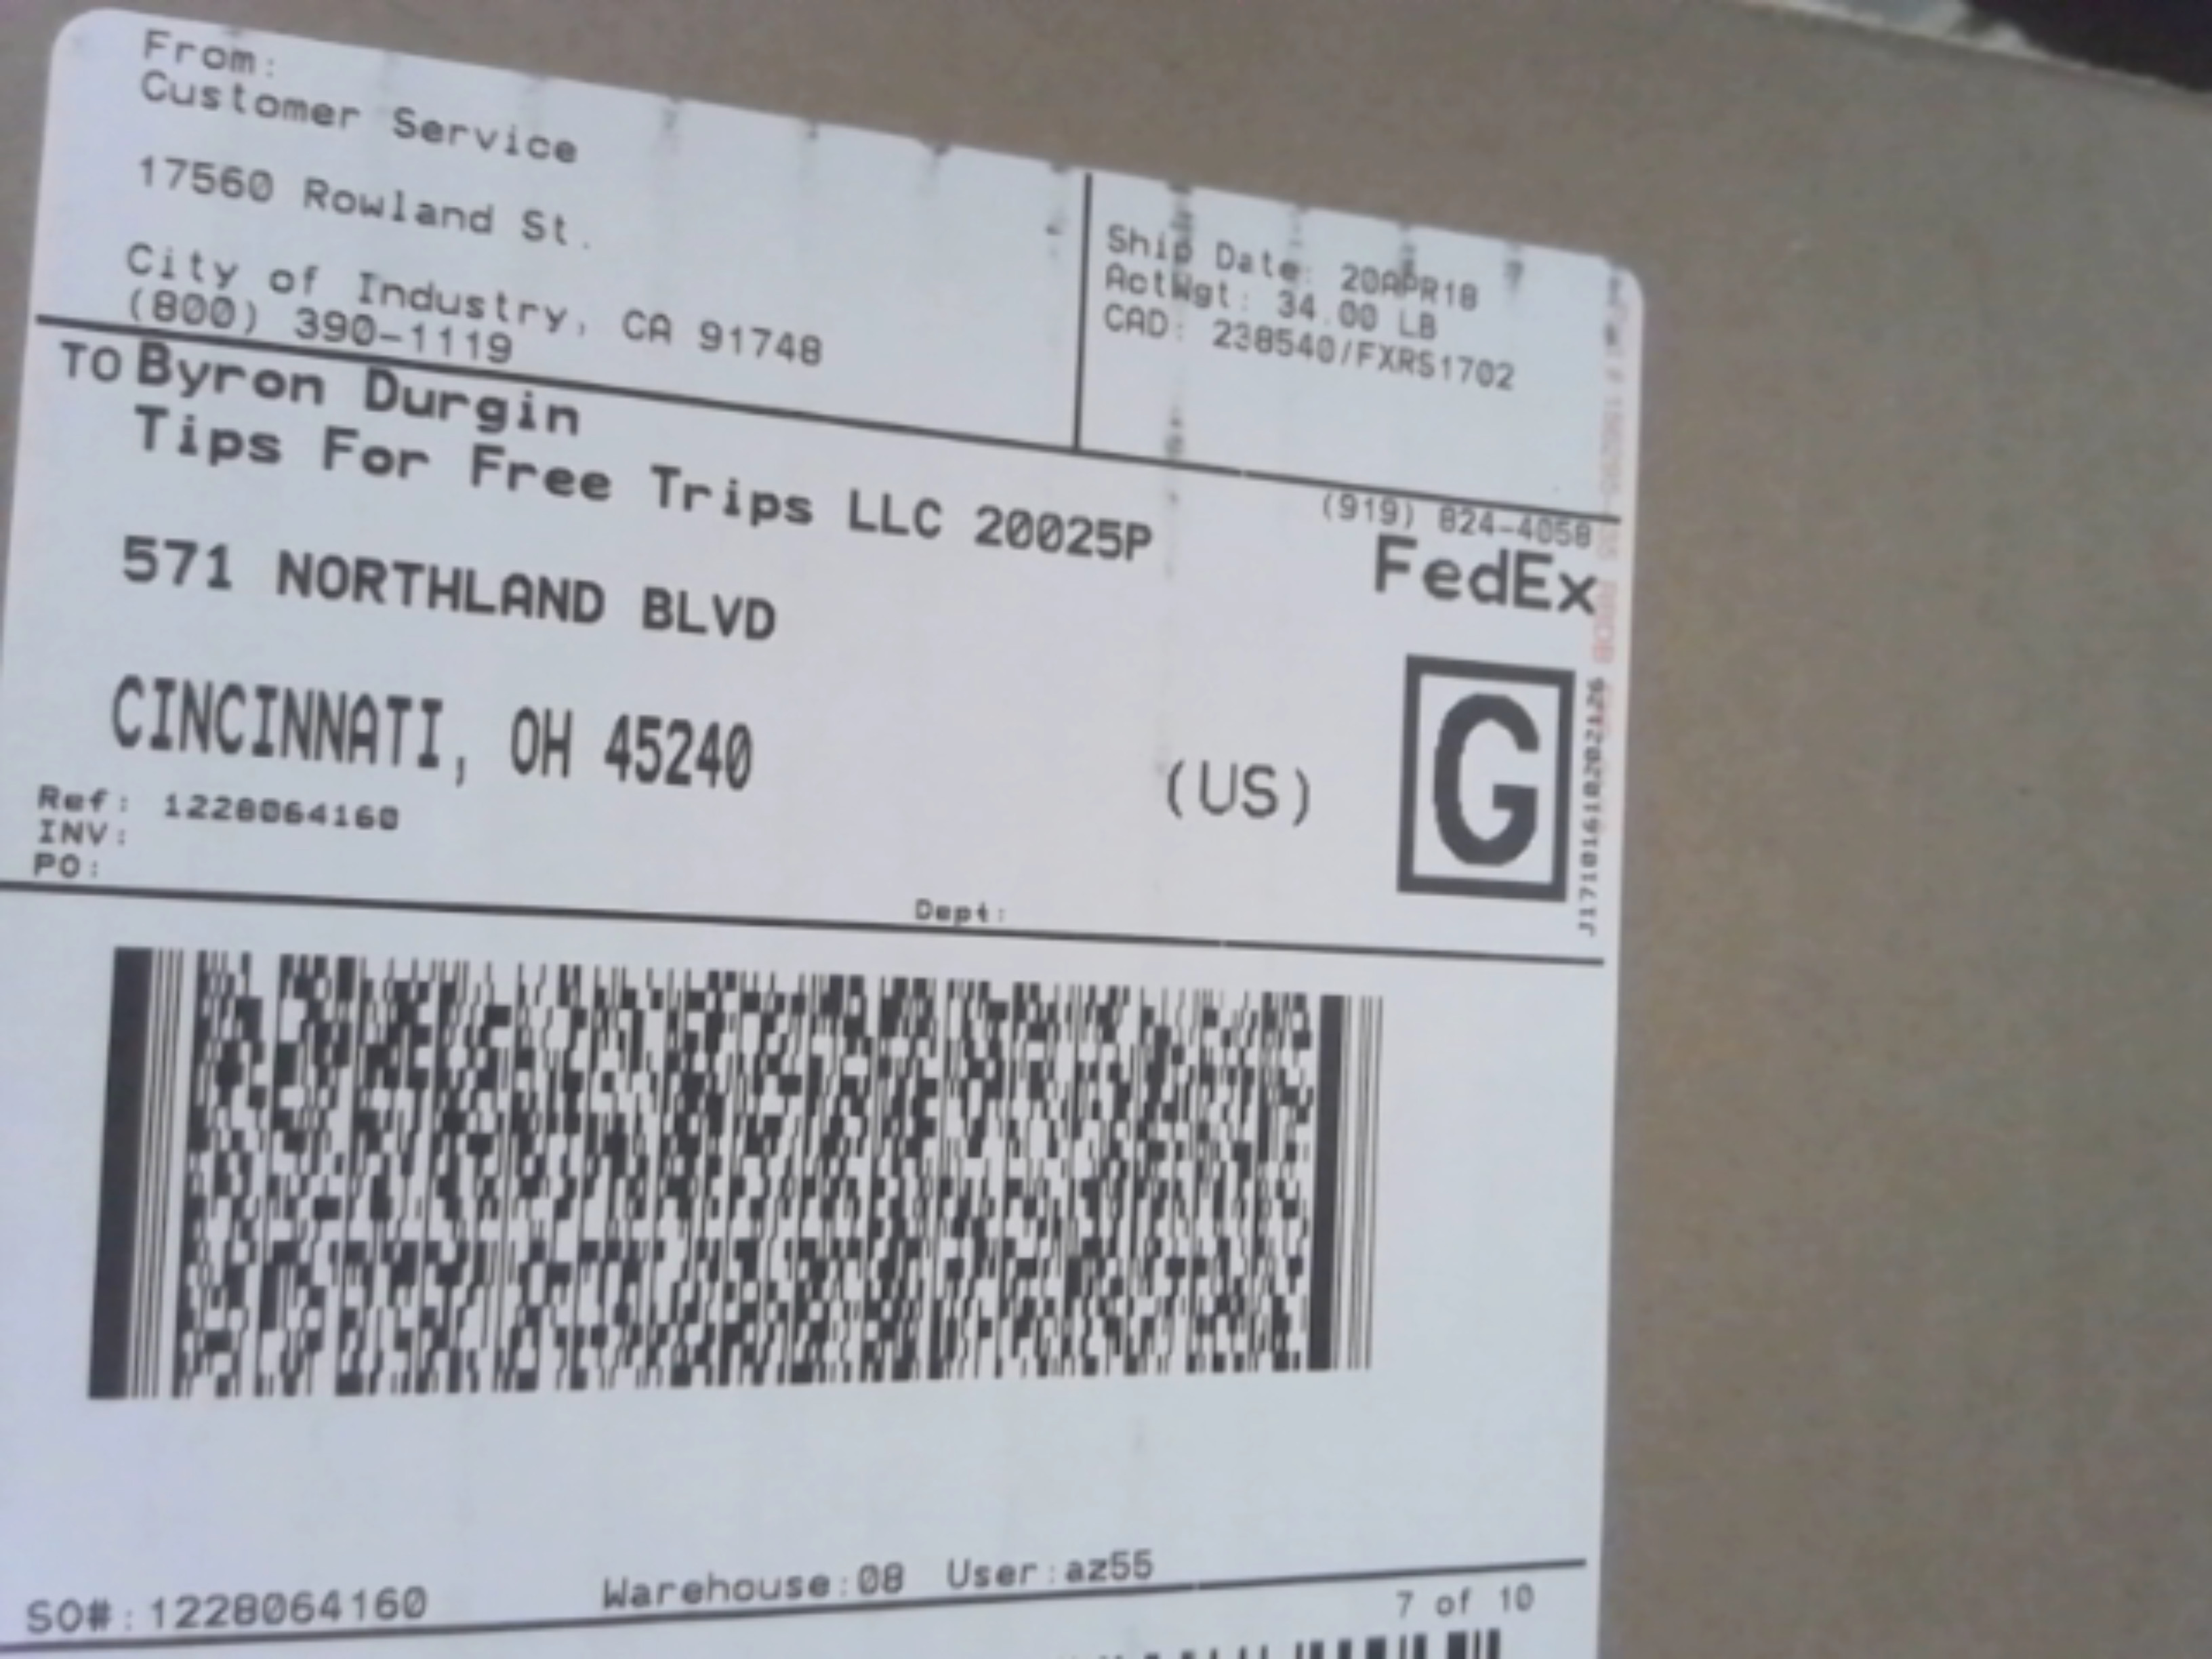 From:
Customer Service
17560 Rowland St.
City of Industry, CA 91748
(800) 390-1119
Ship Date: 20APR18
ActWgt: 34.00 LB
CAD: 238540/FXRS1702
TO Byron Durgin
Tips For Free Trips LLC 20025P
571 NORTHLAND BLVD
CINCINNATI, OH 45240
(919) 824-4058
FedEx
(US)
G
Ref: 1228064160
INV:
PO:
Dept:
Warehouse:08 User:az55
SO#:1228064160
7 of 10